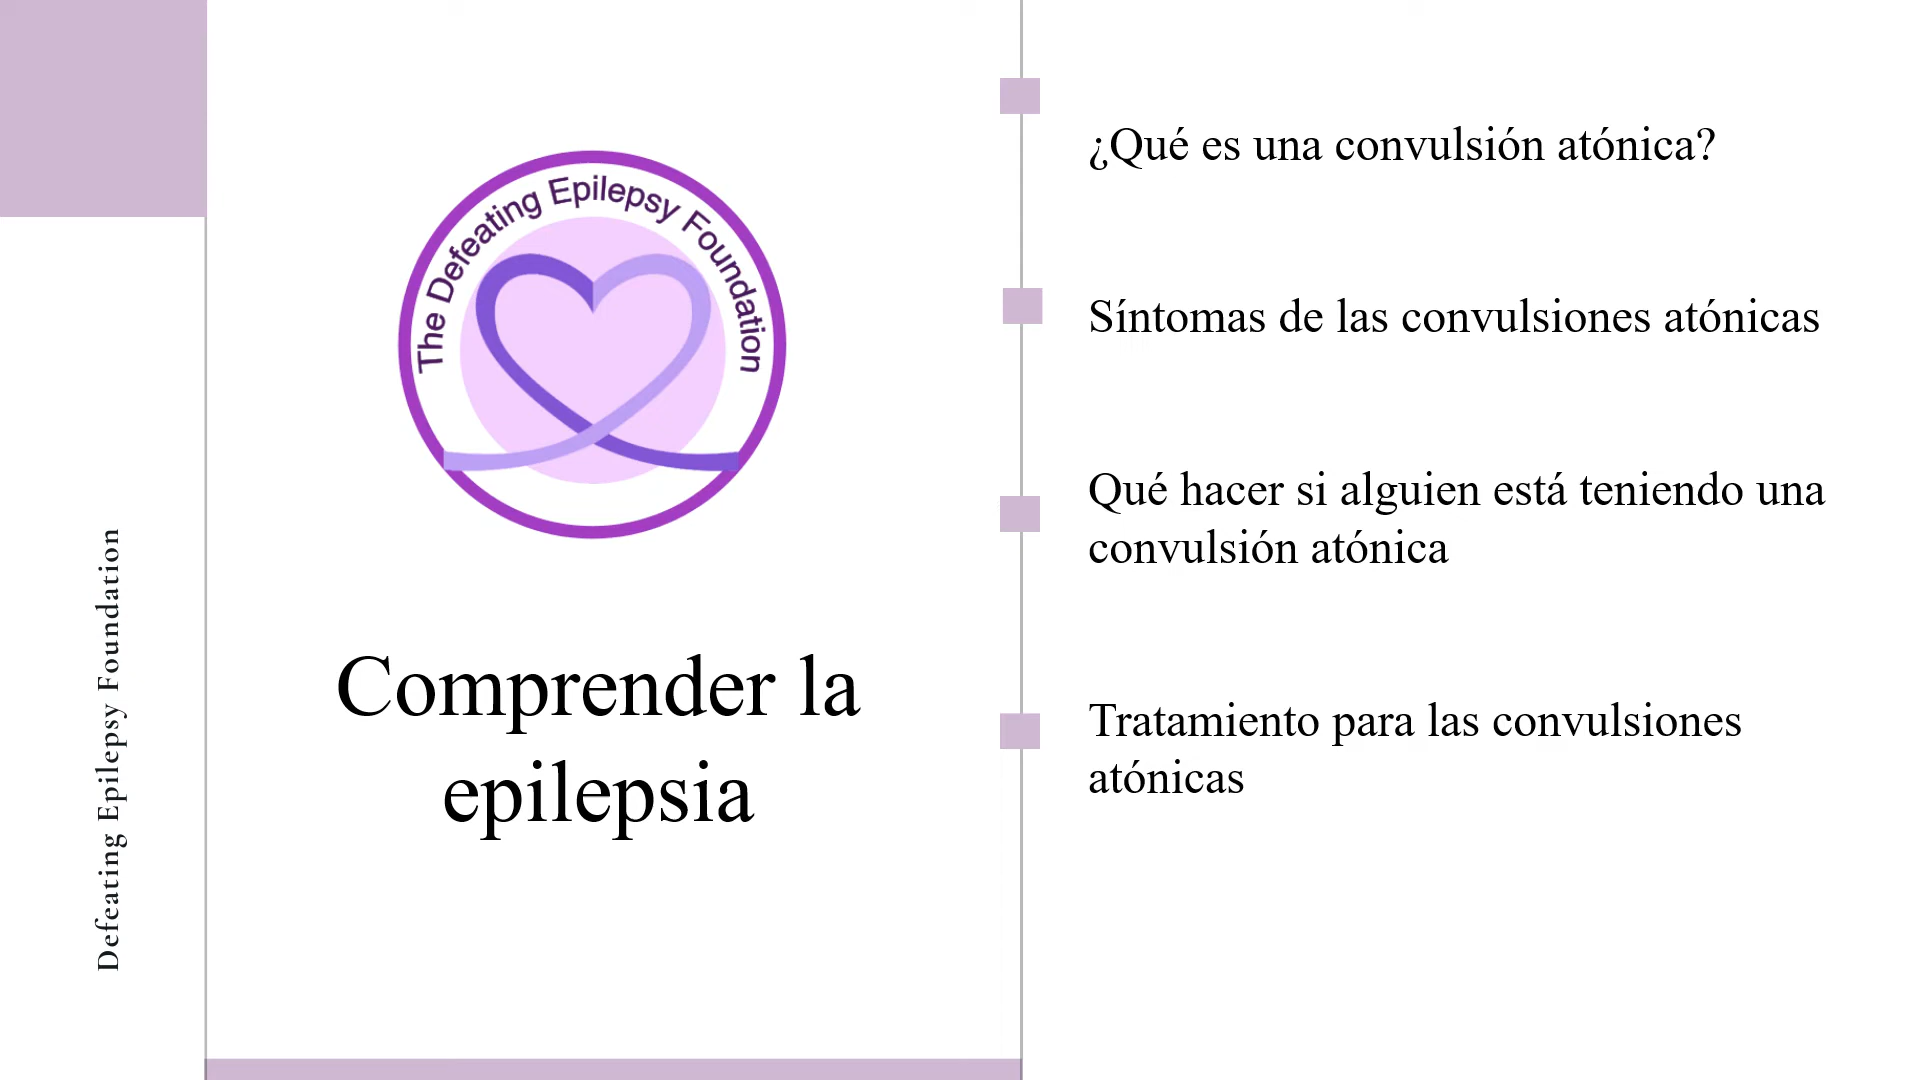 Defeating Epilepsy Foundation
The Defeating Epilepsy Foundation
Comprender la
epilepsia
¿Qué es una convulsión atónica?
Síntomas de las convulsiones atónicas
Qué hacer si alguien está teniendo una
convulsión atónica
Tratamiento para las convulsiones
atónicas